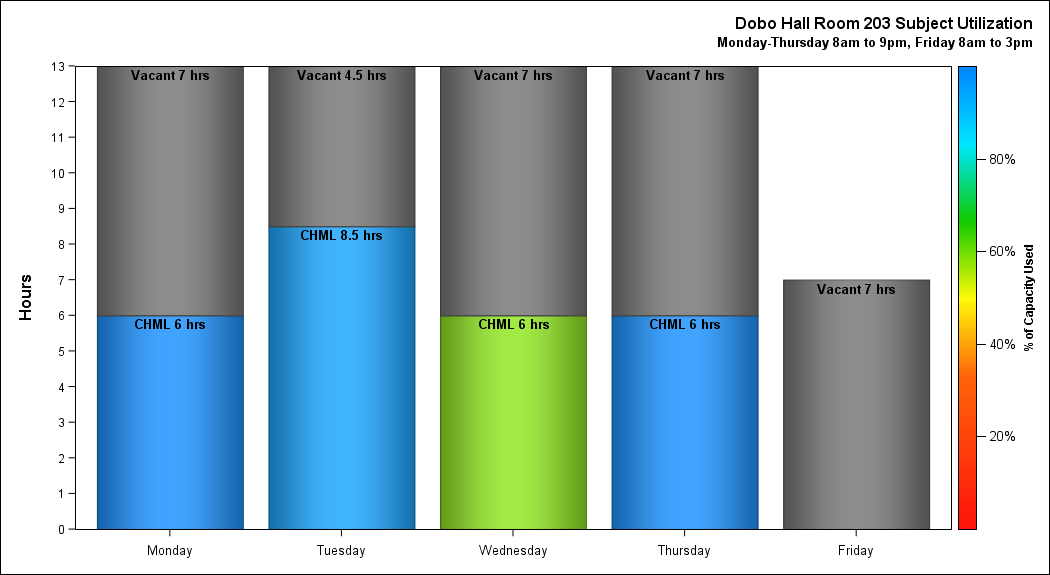 Dobo Hall Room 203 Subject Utilization
Monday-Thursday 8am to 9pm, Friday 8am to 3pm
Hours
13
12
11
10
9
8
7
6
5
4
3
2
1
0
Vacant 7 hrs
CHML 6 hrs
Vacant 4.5 hrs
CHML 8.5 hrs
Vacant 7 hrs
CHML 6 hrs
Vacant 7 hrs
CHML 6 hrs
Vacant 7 hrs
Monday
Tuesday
Wednesday
Thursday
Friday
80%
60%
40%
20%
% of Capacity Used